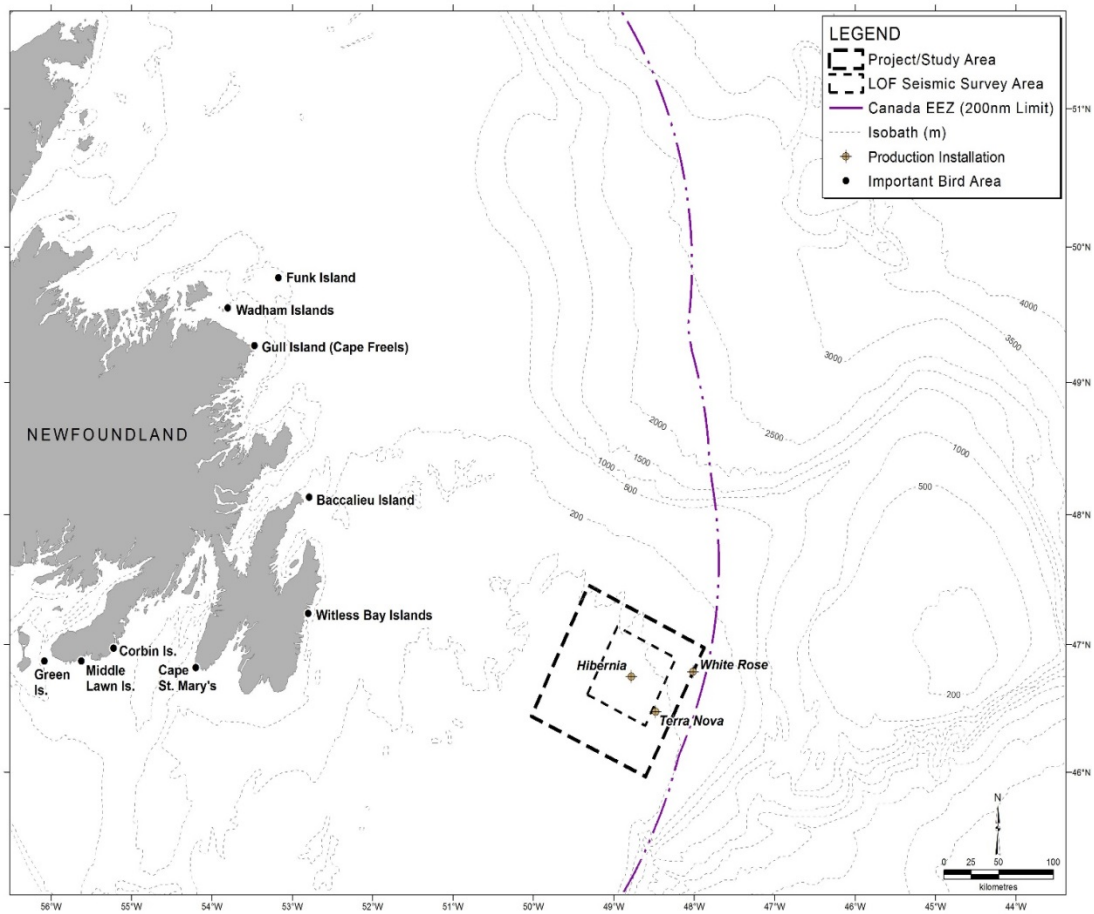 LEGEND
Project/Study Area
LOF Seismic Survey Area
Canada EEZ (200nm Limit)
Isobath (m)
Production Installation
Important Bird Area
51°N
50°N
49°N
48°N
47°N
46°N
Funk Island
Wadham Islands
Gull Island (Cape Freels)
NEWFOUNDLAND
Baccalieu Island
Witless Bay Islands
Corbin Is.
Green
Is.
Middle
Lawn Is.
Cape
St. Mary's
4000
3500
3000
2500
2000
1500
1000
500
200
1000
500
200
Hibernia
White Rose
Terra Nova
N
0 25 50 100
kilometres
56°W 55°W 54°W 53°W 52°W 51°W 50°W 49°W 48°W 47°W 46°W 45°W 44°W